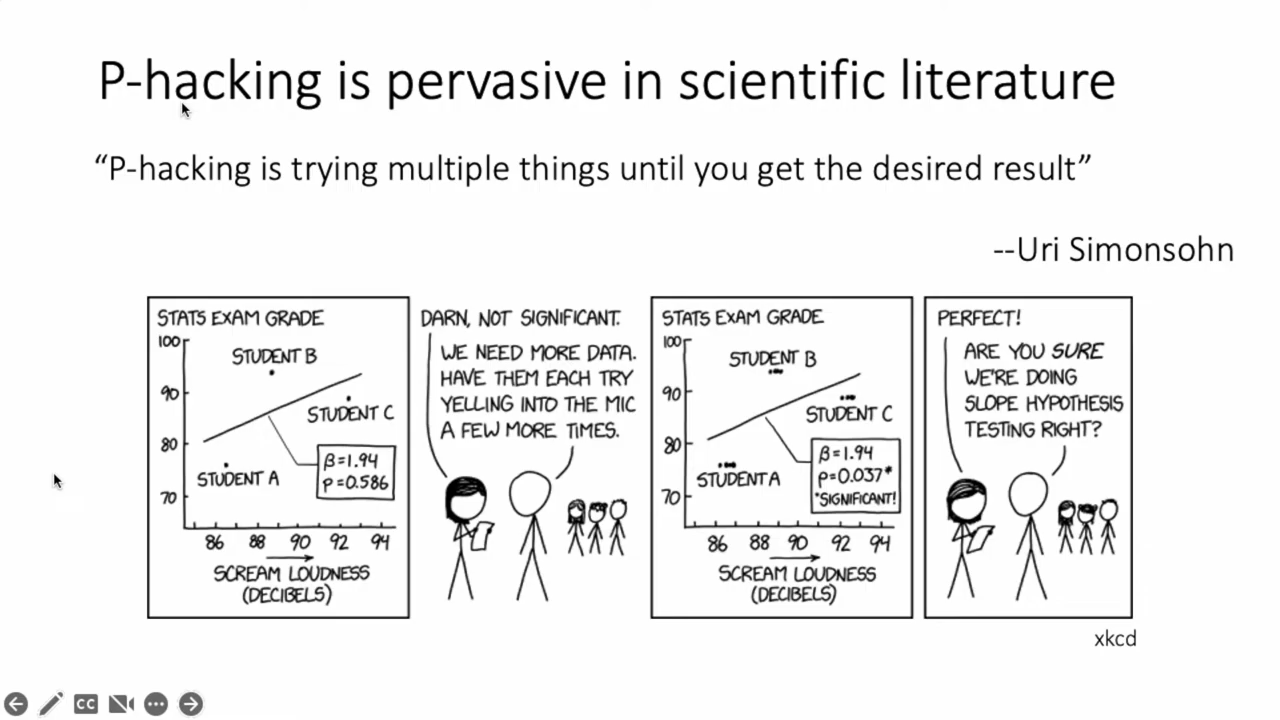 P-hacking is pervasive in scientific literature
“P-hacking is trying multiple things until you get the desired result”
--Uri Simonsohn
STATS EXAM GRADE
100
90
80
70
STUDENT B
STUDENT C
STUDENT A
β=1.94
p=0.586
86 88 90 92 94
SCREAM LOUDNESS
(DECIBELS)
DARN, NOT SIGNIFICANT.
WE NEED MORE DATA.
HAVE THEM EACH TRY
YELLING INTO THE MIC
A FEW MORE TIMES.
STATS EXAM GRADE
100
90
80
70
STUDENT B
STUDENT C
STUDENT A
β=1.94
p=0.037*
*SIGNIFICANT!
86 88 90 92 94
SCREAM LOUDNESS
(DECIBELS)
PERFECT!
ARE YOU SURE
WE'RE DOING
SLOPE HYPOTHESIS
TESTING RIGHT?
xkcd
CC